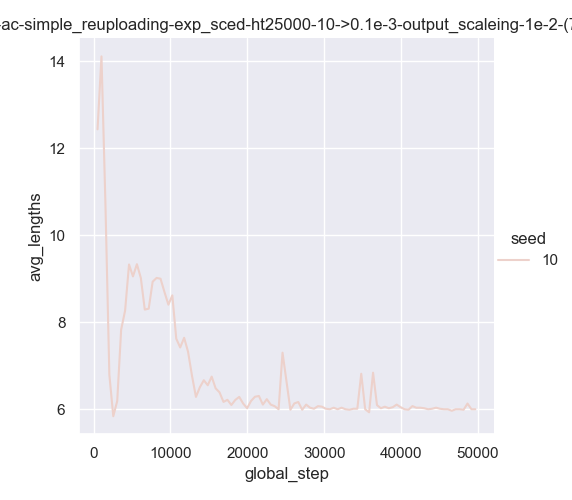 -ac-simple_reuploading-exp_sced-ht25000-10->0.1e-3-output_scaleing-1e-2-(7
14
12
10
8
6
avg_lengths
0 10000 20000 30000 40000 50000
global_step
seed
10